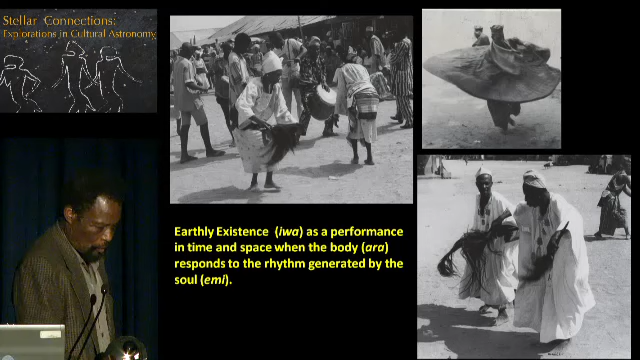 Stellar Connections:
Explorations in Cultural Astronomy
Earthly Existence (iwa) as a performance
in time and space when the body (ara)
responds to the rhythm generated by the
soul (emi).